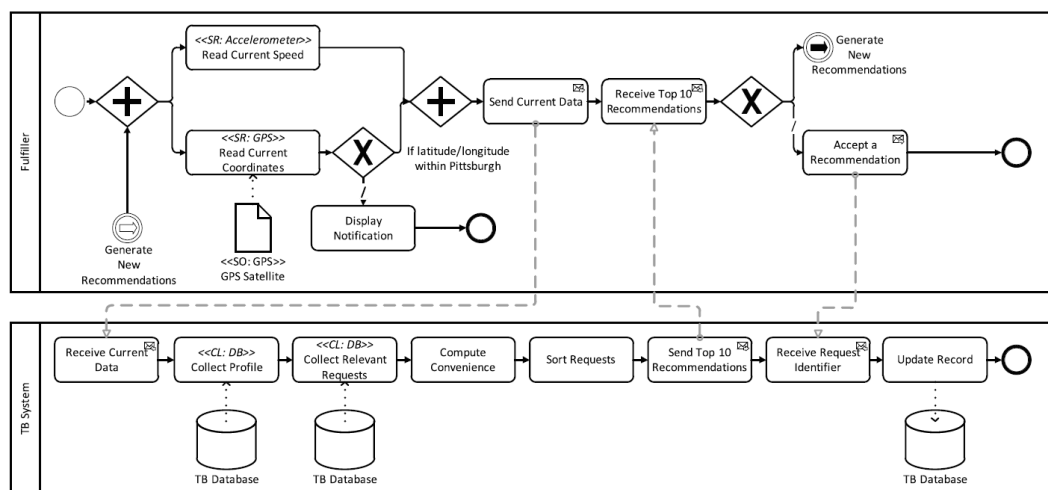 Fulfiller
<<SR: Accelerometer>>
Read Current Speed
<<SR: GPS>>
Read Current
Coordinates
Generate
New
Recommendations
<<SO: GPS>>
GPS Satellite
X
Display
Notification
If latitude/longitude
within Pittsburgh
Send Current Data
Receive Top 10
Recommendations
X
Generate
New
Recommendations
Accept a
Recommendation
TB System
Receive Current
Data
<<CL: DB>>
Collect Profile
TB Database
<<CL: DB>>
Collect Relevant
Requests
TB Database
Compute
Convenience
Sort Requests
Send Top 10
Recommendations
Receive Request
Identifier
Update Record
TB Database